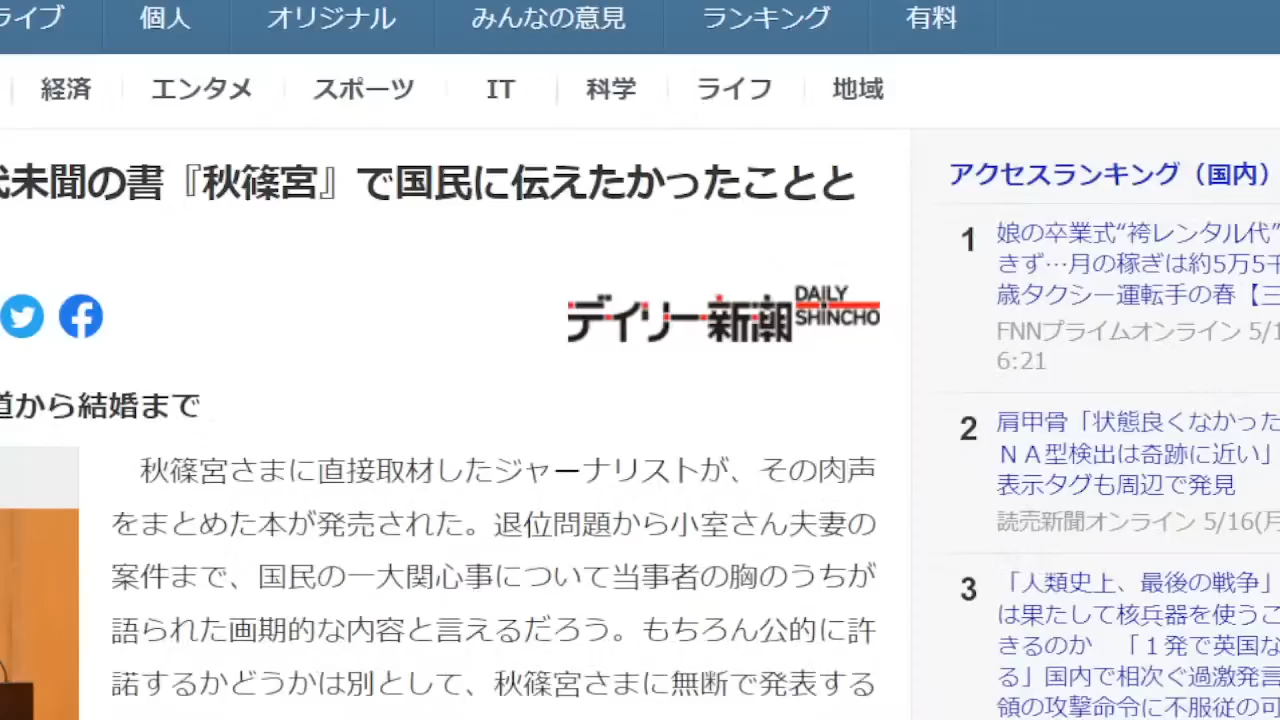 ライブ 個人 オリジナル みんなの意見 ランキング 有料
経済 エンタメ スポーツ IT 科学 ライフ 地域
代未聞の書『秋篠宮』で国民に伝えたかったことと
デイリー新潮 DAILY SHINCHO
道から結婚まで
秋篠宮さまに直接取材したジャーナリストが、その肉声
をまとめた本が発売された。退位問題から小室さん夫妻の
案件まで、国民の一大関心事について当事者の胸のうちが
語られた画期的な内容と言えるだろう。もちろん公的に許
諾するかどうかは別として、秋篠宮さまに無断で発表する
アクセスランキング（国内）
1
娘の卒業式“袴レンタル代”
きず…月の稼ぎは約5万5千
歳タクシー運転手の春【三
FNNプライムオンライン 5/1
6:21
2
肩甲骨「状態良くなかった
ＮＡ型検出は奇跡に近い」
表示タグも周辺で発見
読売新聞オンライン 5/16(月
3
「人類史上、最後の戦争」
は果たして核兵器を使うこ
きるのか　「１発で英国な
る」国内で相次ぐ過激発言
領の攻撃命令に不服従の可